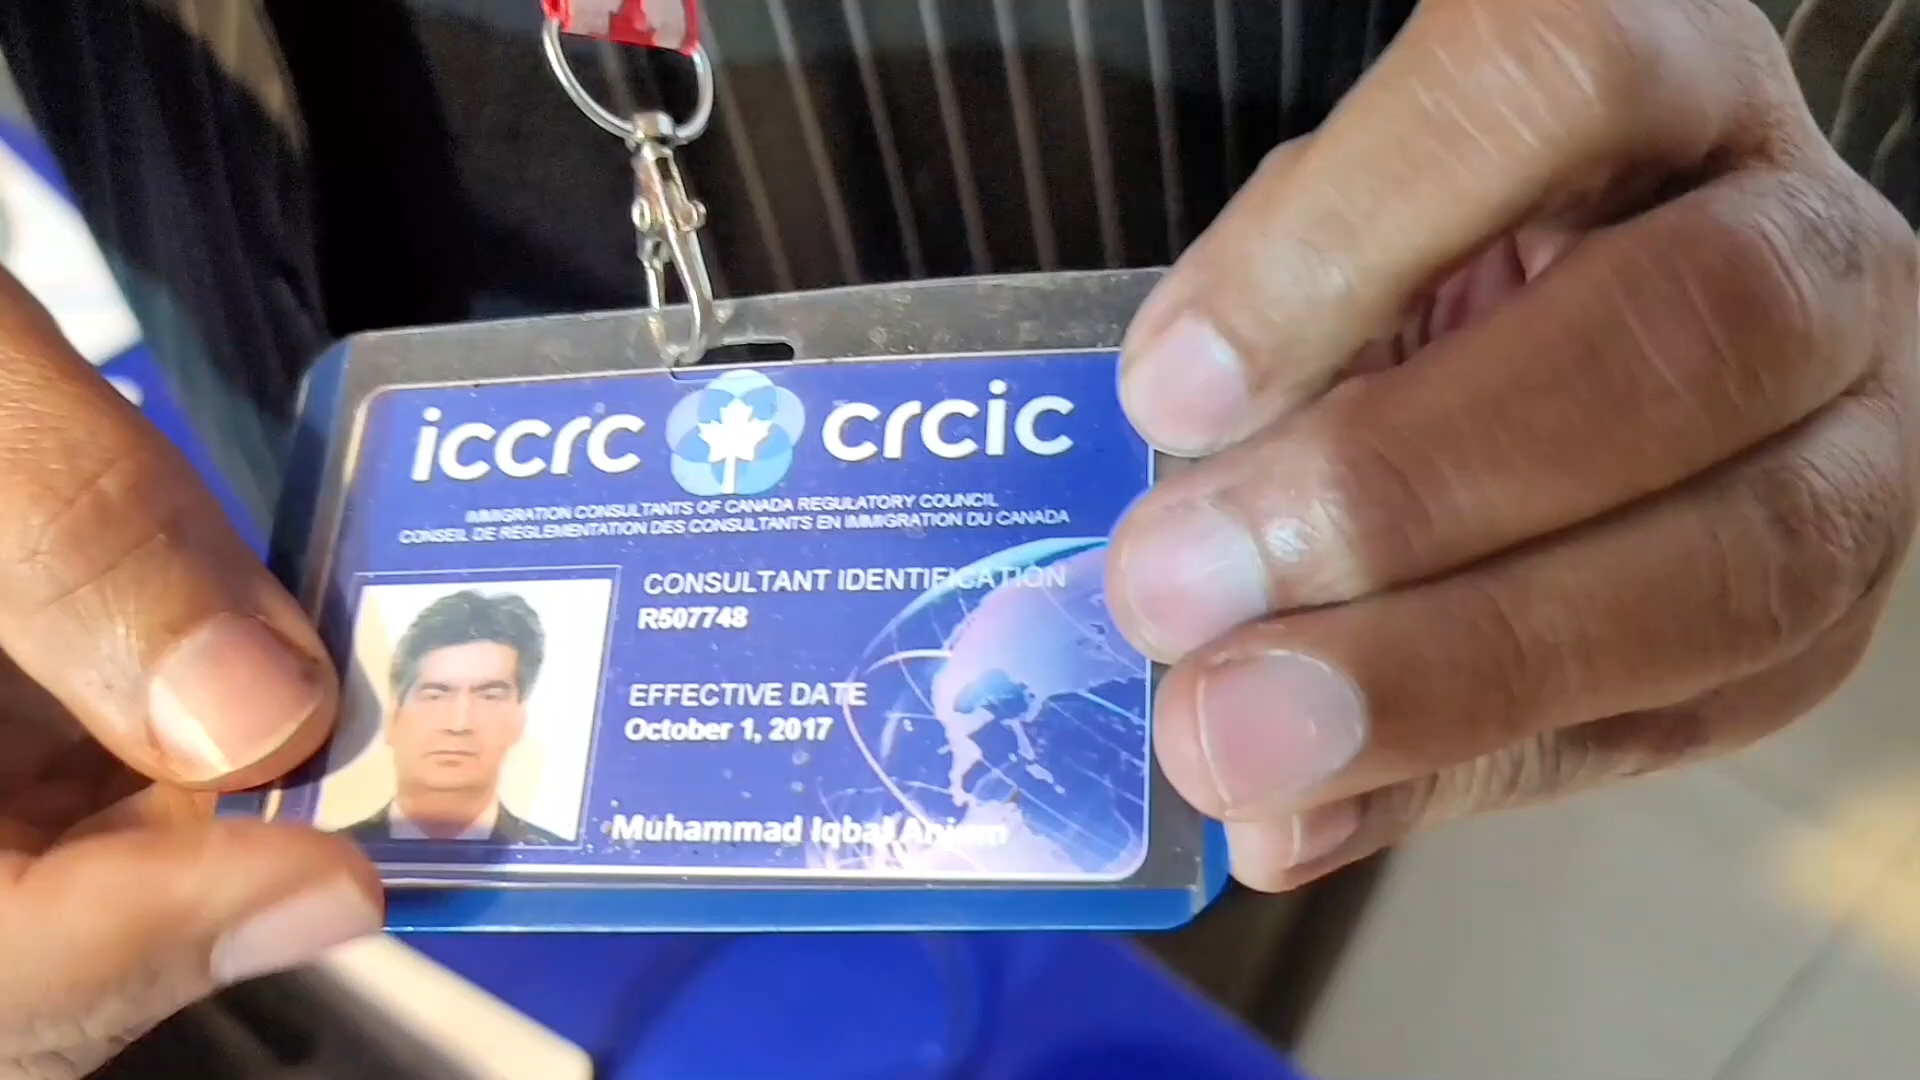 iccrc crcic
IMMIGRATION CONSULTANTS OF CANADA REGULATORY COUNCIL
CONSEIL DE RÉGLEMENTATION DES CONSULTANTS EN IMMIGRATION DU CANADA
CONSULTANT IDENTIFICATION
R507748
EFFECTIVE DATE
October 1, 2017
Muhammad Iqbal Anjum